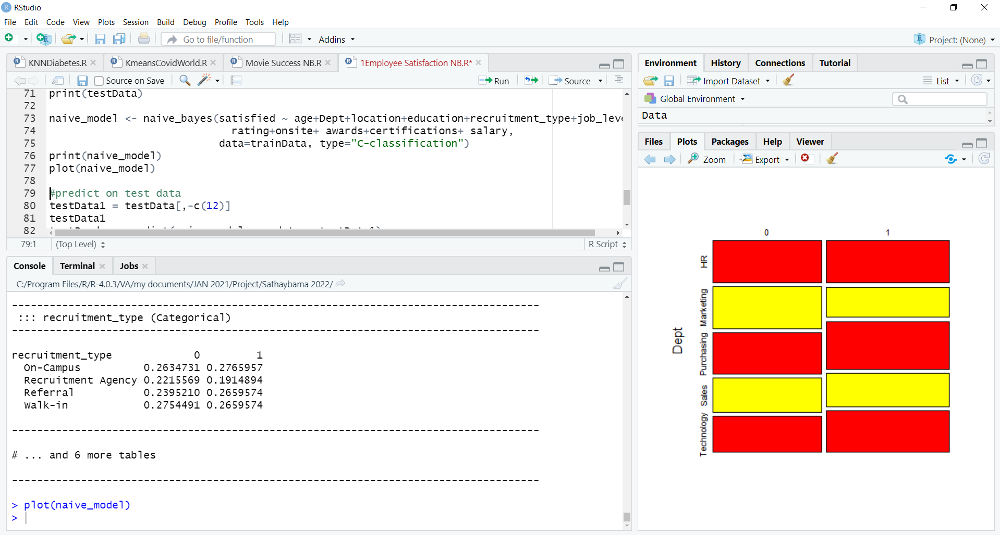 RStudio
File Edit Code View Plots Session Build Debug Profile Tools Help
Go to file/function Addins Project: (None)
KNNDiabetes.R KmeansCovidWorld.R Movie Success NB.R 1Employee Satisfaction NB.R*
Source on Save Run Source
71 print(testData)
72
73 naive_model <- naive_bayes(satisfied ~ age+Dept+location+education+recruitment_type+job_lev
74 rating+onsite+ awards+certifications+ salary,
75 data=trainData, type="C-classification")
76 print(naive_model)
77 plot(naive_model)
78
79 #predict on test data
80 testData1 = testData[,-c(12)]
81 testData1
82
79:1 (Top Level) R Script
Console Terminal Jobs
C:/Program Files/R/R-4.0.3/VA/my documents/JAN 2021/Project/Sathaybama 2022/
------------------------------------------------------------------------------------
::: recruitment_type (Categorical)
------------------------------------------------------------------------------------
recruitment_type 0 1
On-Campus 0.2634731 0.2765957
Recruitment Agency 0.2215569 0.1914894
Referral 0.2395210 0.2659574
Walk-in 0.2754491 0.2659574
------------------------------------------------------------------------------------
# ... and 6 more tables
------------------------------------------------------------------------------------
> plot(naive_model)
>
Environment History Connections Tutorial
Import Dataset List
Global Environment
Data
Files Plots Packages Help Viewer
Zoom Export
0 1
HR
Marketing
Purchasing
Sales
Technology
Dept